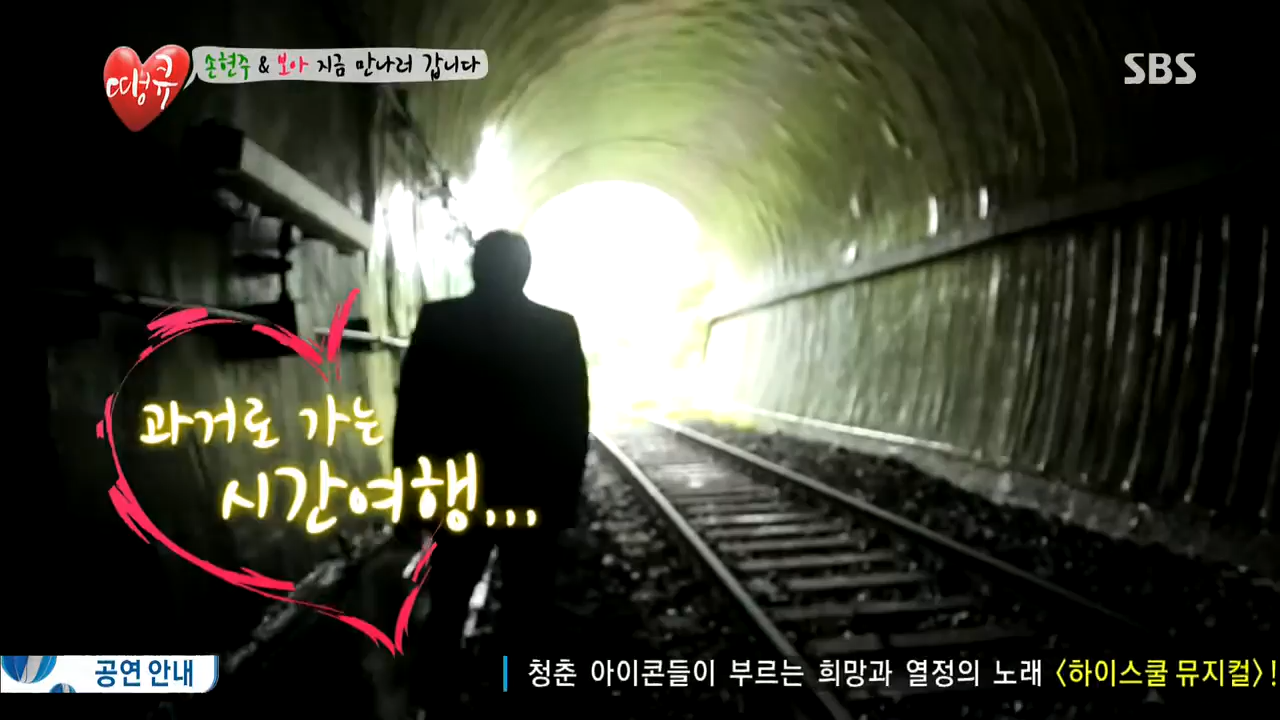 땡큐
손현주 & 보아 지금 만나러 갑니다
SBS
과거로 가는
시간여행...
공연 안내
청춘 아이콘들이 부르는 희망과 열정의 노래 <하이스쿨 뮤지컬>!